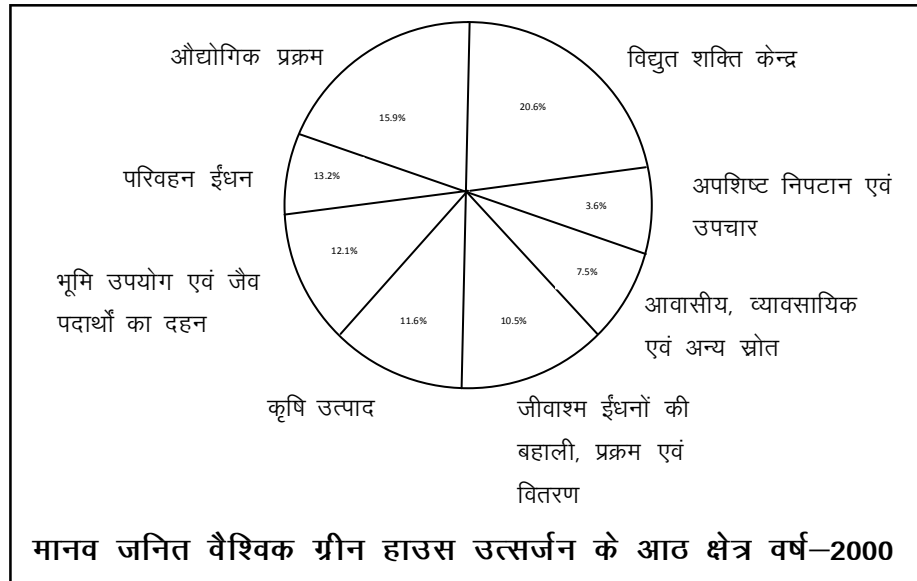 औद्योगिक प्रक्रम
विद्युत शक्ति केन्द्र
15.9%
20.6%
परिवहन ईंधन
13.2%
3.6%
अपशिष्ट निपटान एवं
उपचार
भूमि उपयोग एवं जैव
पदार्थों का दहन
12.1%
7.5%
आवासीय, व्यावसायिक
एवं अन्य स्रोत
11.6%
10.5%
कृषि उत्पाद
जीवाश्म ईंधनों की
बहाली, प्रक्रम एवं
वितरण
मानव जनित वैश्विक ग्रीन हाउस उत्सर्जन के आठ क्षेत्र वर्ष–2000